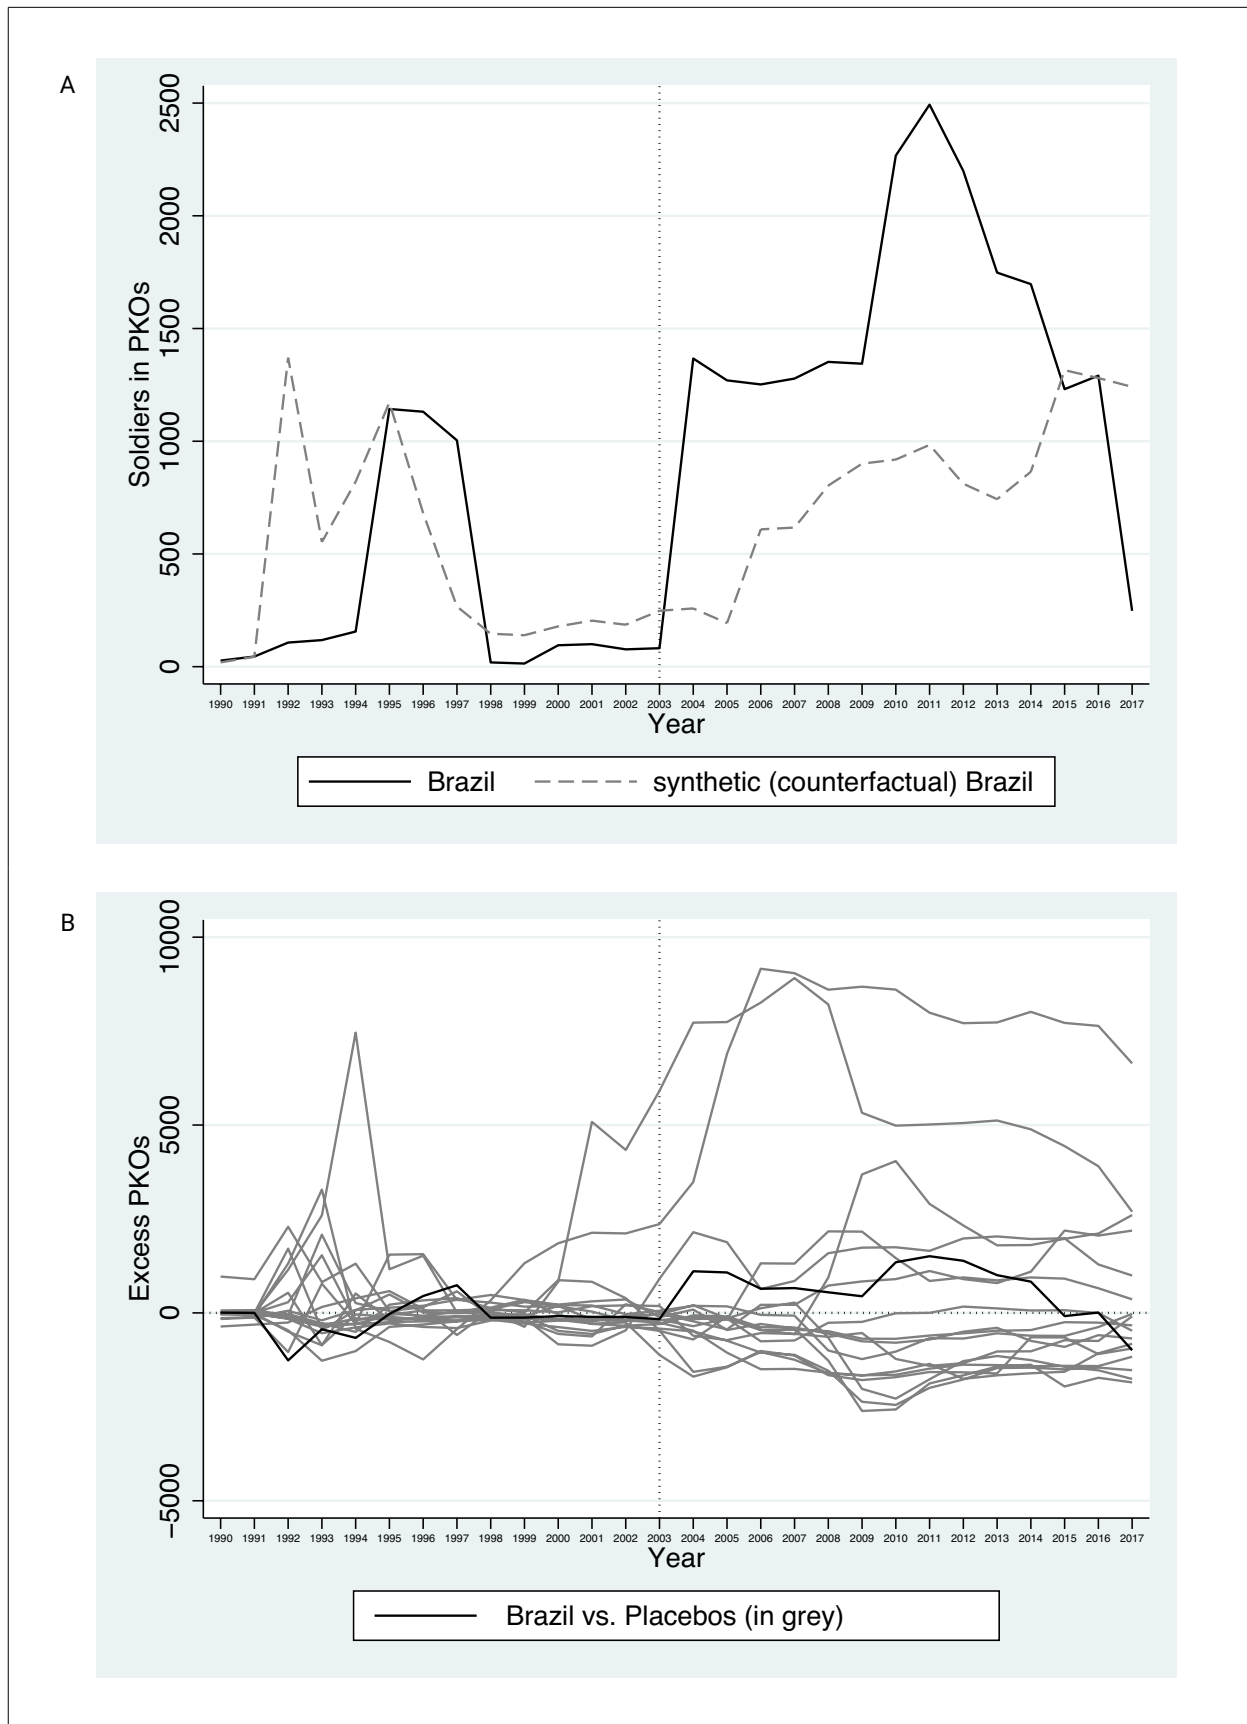 A
Soldiers in PKOs
2500
2000
1500
1000
500
0
1990 1991 1992 1993 1994 1995 1996 1997 1998 1999 2000 2001 2002 2003 2004 2005 2006 2007 2008 2009 2010 2011 2012 2013 2014 2015 2016 2017
Year
Brazil synthetic (counterfactual) Brazil
B
Excess PKOs
10000
5000
0
−5000
1990 1991 1992 1993 1994 1995 1996 1997 1998 1999 2000 2001 2002 2003 2004 2005 2006 2007 2008 2009 2010 2011 2012 2013 2014 2015 2016 2017
Year
Brazil vs. Placebos (in grey)